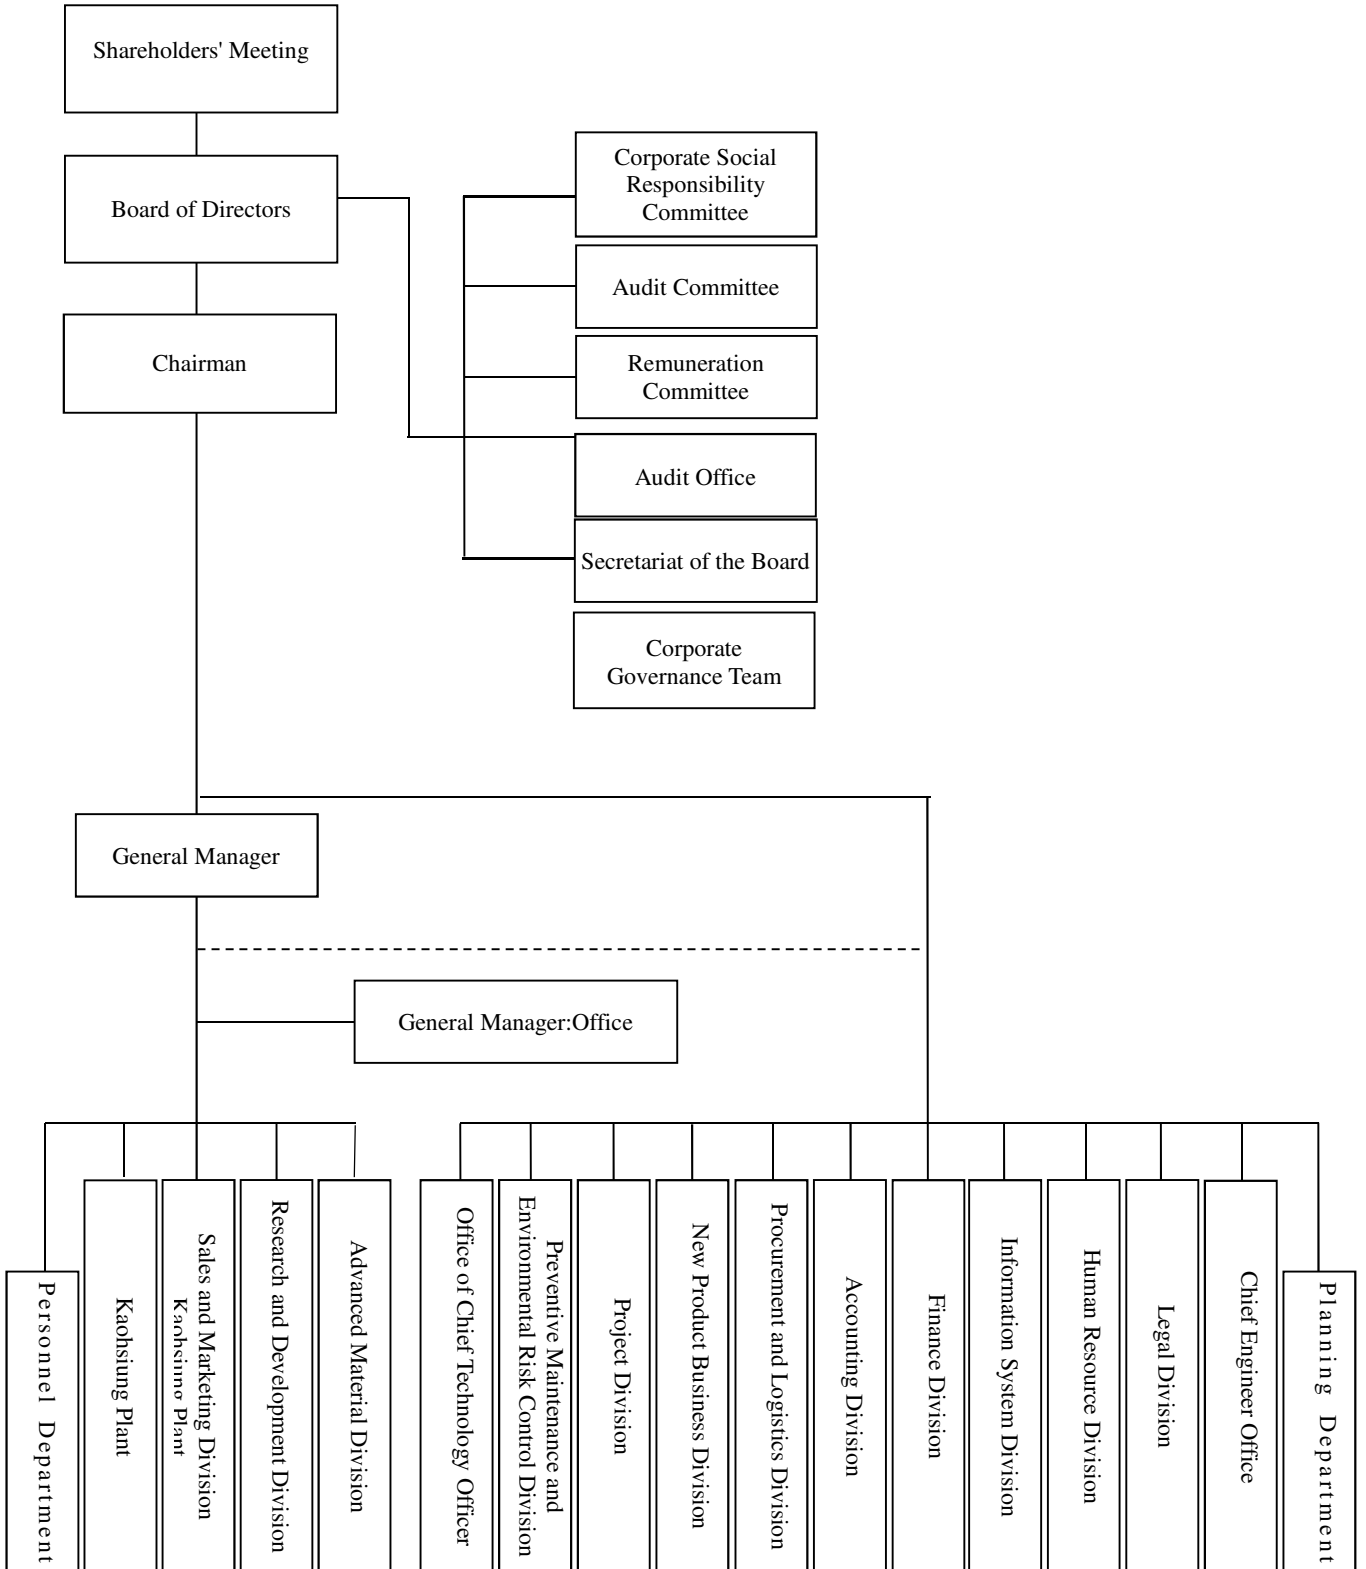 Shareholders' Meeting
Corporate Social
Responsibility
Committee
Board of Directors
Audit Committee
Chairman
Remuneration
Committee
Audit Office
Secretariat of the Board
Corporate
Governance Team
General Manager
General Manager:Office
Personnel Department
Kaohsiung Plant
Sales and Marketing Division
Kaohsiung Plant
Research and Development Division
Advanced Material Division
Office of Chief Technology Officer
Preventive Maintenance and
Environmental Risk Control Division
Project Division
New Product Business Division
Procurement and Logistics Division
Accounting Division
Finance Division
Information System Division
Human Resource Division
Legal Division
Chief Engineer Office
Planning Department